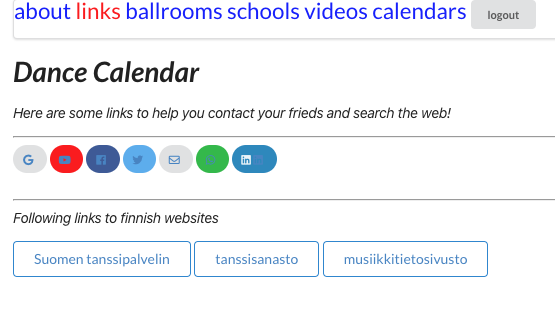 about links ballrooms schools videos calendars logout
Dance Calendar
Here are some links to help you contact your frieds and search the web!
Following links to finnish websites
Suomen tanssipalvelin tanssisanasto musiikkitietosivusto